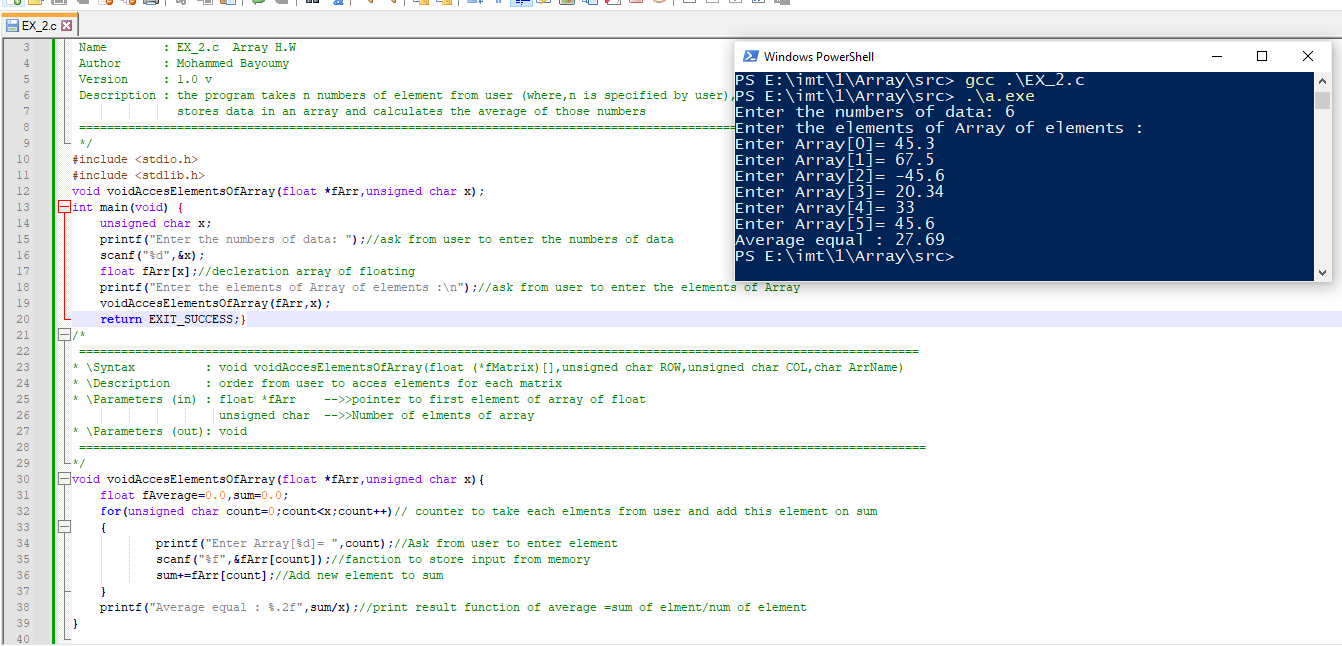 EX_2.c
3 Name : EX_2.c Array H.W
4 Author : Mohammed Bayoumy
5 Version : 1.0 v
6 Description : the program takes n numbers of element from user (where,n is specified by user),
7 stores data in an array and calculates the average of those numbers
8 ==============================================================================================
9 */
10 #include <stdio.h>
11 #include <stdlib.h>
12 void voidAccesElementsOfArray(float *fArr,unsigned char x);
13 int main(void) {
14 unsigned char x;
15 printf("Enter the numbers of data: ");//ask from user to enter the numbers of data
16 scanf("%d",&x);
17 float fArr[x];//decleration array of floating
18 printf("Enter the elements of Array of elements :\n");//ask from user to enter the elements of Array
19 voidAccesElementsOfArray(fArr,x);
20 return EXIT_SUCCESS;}
21 /*
22 ========================================================================================================================
23 * \Syntax : void voidAccesElementsOfArray(float (*fMatrix)[],unsigned char ROW,unsigned char COL,char ArrName)
24 * \Description : order from user to acces elements for each matrix
25 * \Parameters (in) : float *fArr -->>pointer to first element of array of float
26 unsigned char -->>Number of elments of array
27 * \Parameters (out): void
28 =========================================================================================================================
29 */
30 void voidAccesElementsOfArray(float *fArr,unsigned char x){
31 float fAverage=0.0,sum=0.0;
32 for(unsigned char count=0;count<x;count++)// counter to take each elments from user and add this element on sum
33 {
34 printf("Enter Array[%d]= ",count);//Ask from user to enter element
35 scanf("%f",&fArr[count]);//fanction to store input from memory
36 sum+=fArr[count];//Add new element to sum
37 }
38 printf("Average equal : %.2f",sum/x);//print result function of average =sum of elment/num of element
39 }
40
Windows PowerShell
PS E:\imt\1\Array\src> gcc .\EX_2.c
PS E:\imt\1\Array\src> .\a.exe
Enter the numbers of data: 6
Enter the elements of Array of elements :
Enter Array[0]= 45.3
Enter Array[1]= 67.5
Enter Array[2]= -45.6
Enter Array[3]= 20.34
Enter Array[4]= 33
Enter Array[5]= 45.6
Average equal : 27.69
PS E:\imt\1\Array\src>